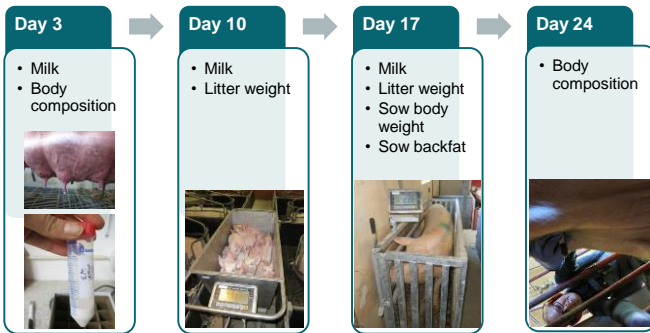 Day 3
• Milk
• Body
composition
Day 10
• Milk
• Litter weight
Day 17
• Milk
• Litter weight
• Sow body
weight
• Sow backfat
Day 24
• Body
composition